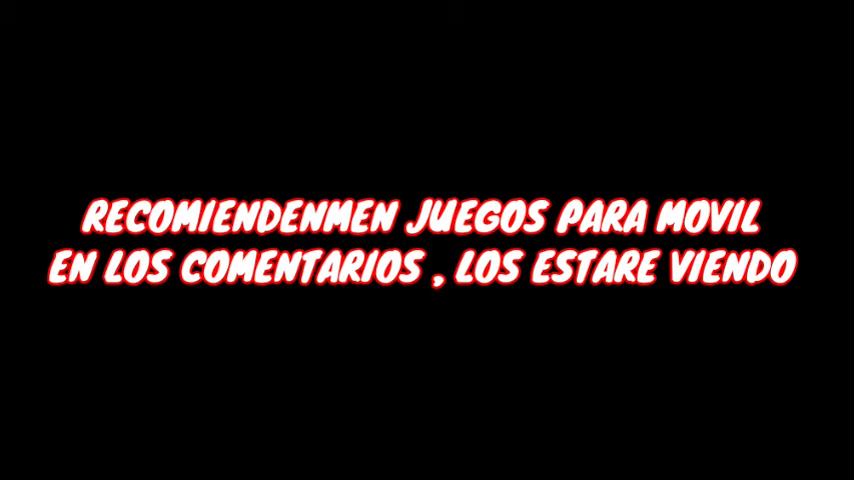 RECOMIENDENMEN JUEGOS PARA MOVIL
EN LOS COMENTARIOS , LOS ESTARE VIENDO